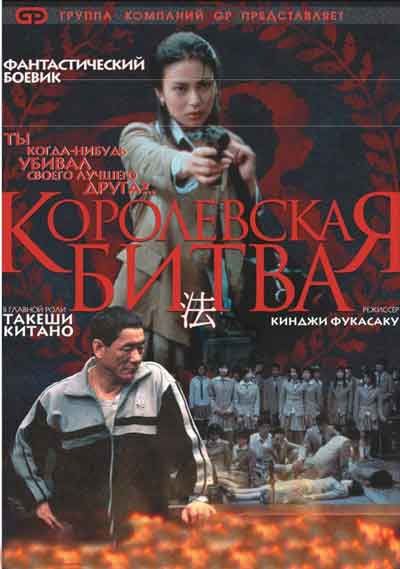 GP ГРУППА КОМПАНИЙ GP ПРЕДСТАВЛЯЕТ
ФАНТАСТИЧЕСКИЙ
БОЕВИК
ТЫ
КОГДА-НИБУДЬ
УБИВАЛ
СВОЕГО ЛУЧШЕГО
ДРУГА?..
КОРОЛЕВСКАЯ
БИТВА
法
В ГЛАВНОЙ РОЛИ
ТАКЕШИ
КИТАНО
РЕЖИССЕР
КИНДЖИ ФУКАСАКУ